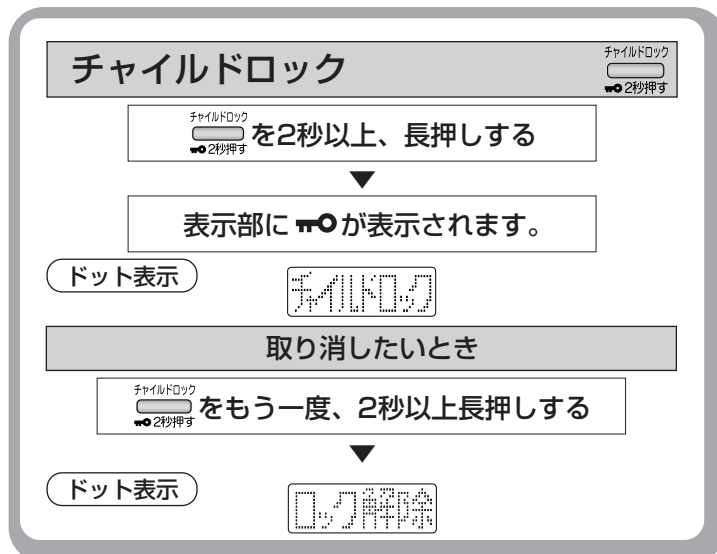 チャイルドロック
チャイルドロック
2秒押す
チャイルドロック
2秒押す
を2秒以上、長押しする
▼
表示部に が表示されます。
ドット表示
チャイルドロック
取り消したいとき
チャイルドロック
2秒押す
をもう一度、2秒以上長押しする
▼
ドット表示
ロック解除